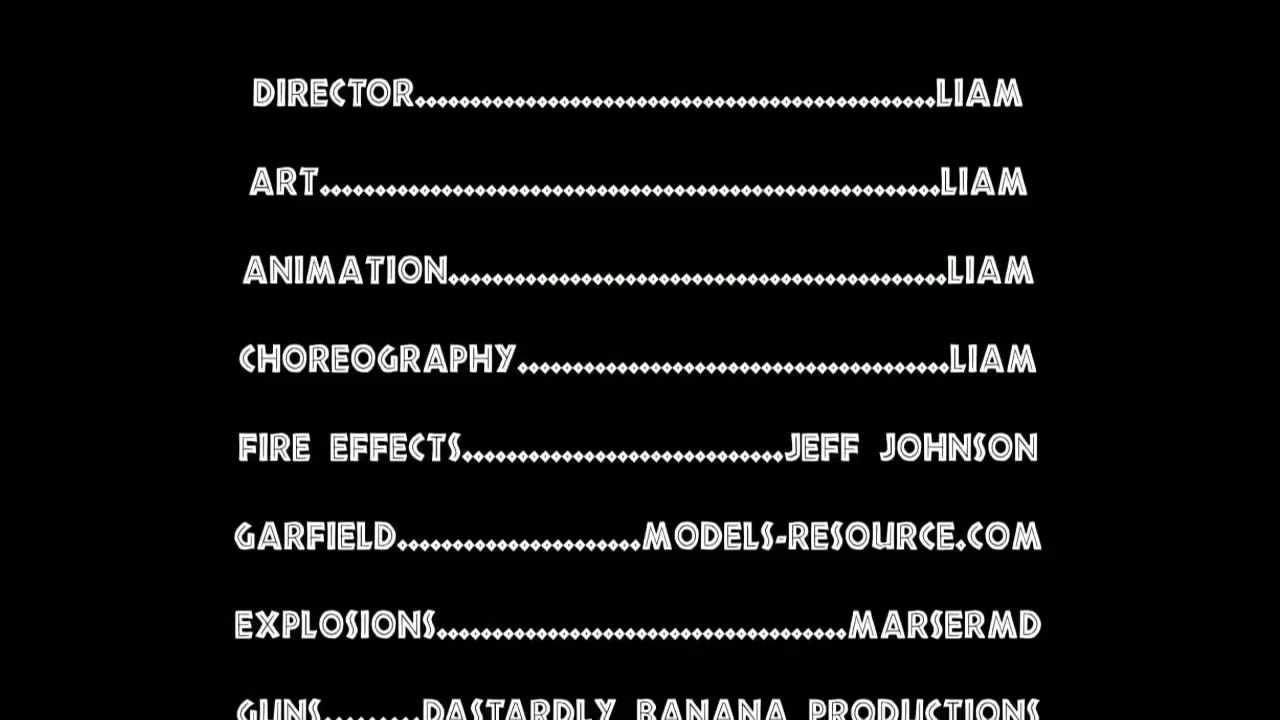 DIRECTOR...............................................LIAM
ART........................................................LIAM
ANIMATION.............................................LIAM
CHOREOGRAPHY.......................................LIAM
FIRE EFFECTS.............................JEFF JOHNSON
GARFIELD......................MODELS-RESOURCE.COM
EXPLOSIONS.....................................MARSERMD
GUNS.........DASTARDLY BANANA PRODUCTIONS